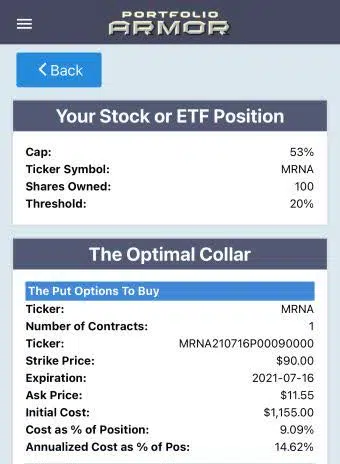 PORTFOLIO
ARMOR
Back
Your Stock or ETF Position
Cap: 53%
Ticker Symbol: MRNA
Shares Owned: 100
Threshold: 20%
The Optimal Collar
The Put Options To Buy
Ticker: MRNA
Number of Contracts: 1
Ticker: MRNA210716P00090000
Strike Price: $90.00
Expiration: 2021-07-16
Ask Price: $11.55
Initial Cost: $1,155.00
Cost as % of Position: 9.09%
Annualized Cost as % of Pos: 14.62%